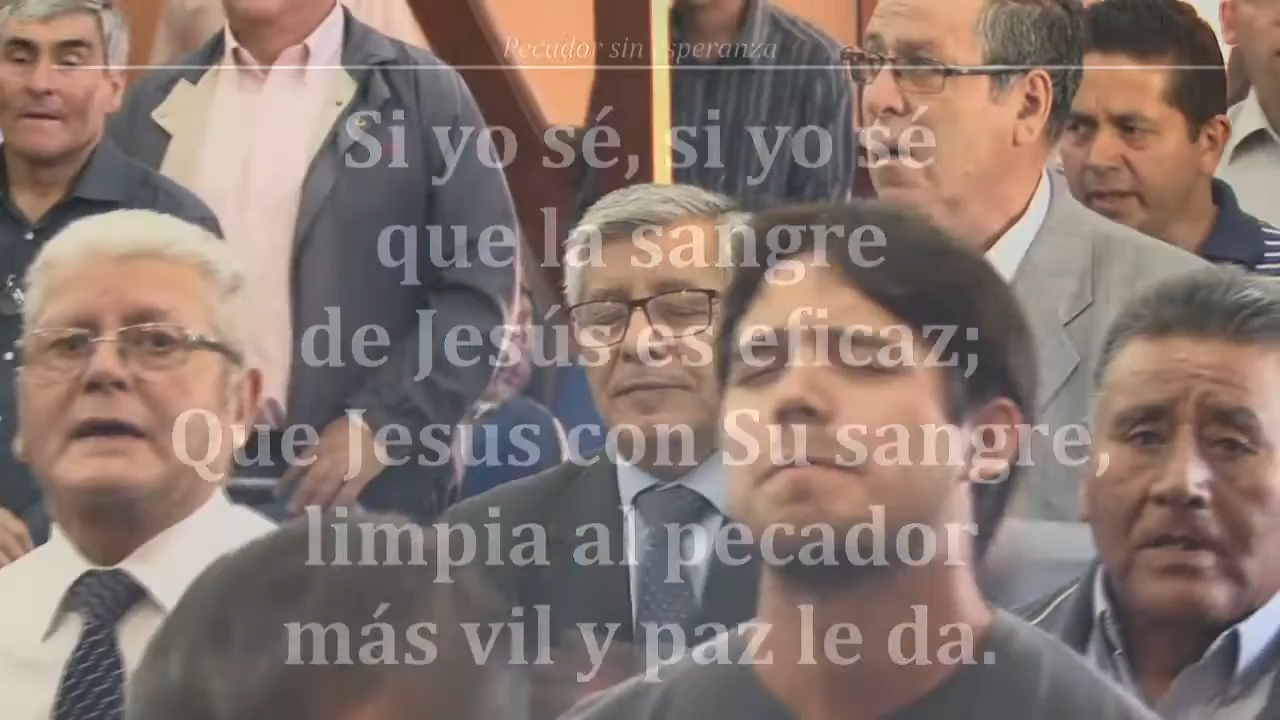 Pecador sin esperanza
Si yo sé, si yo sé
que la sangre
de Jesús es eficaz;
Que Jesús con Su sangre,
limpia al pecador
más vil y paz le da.